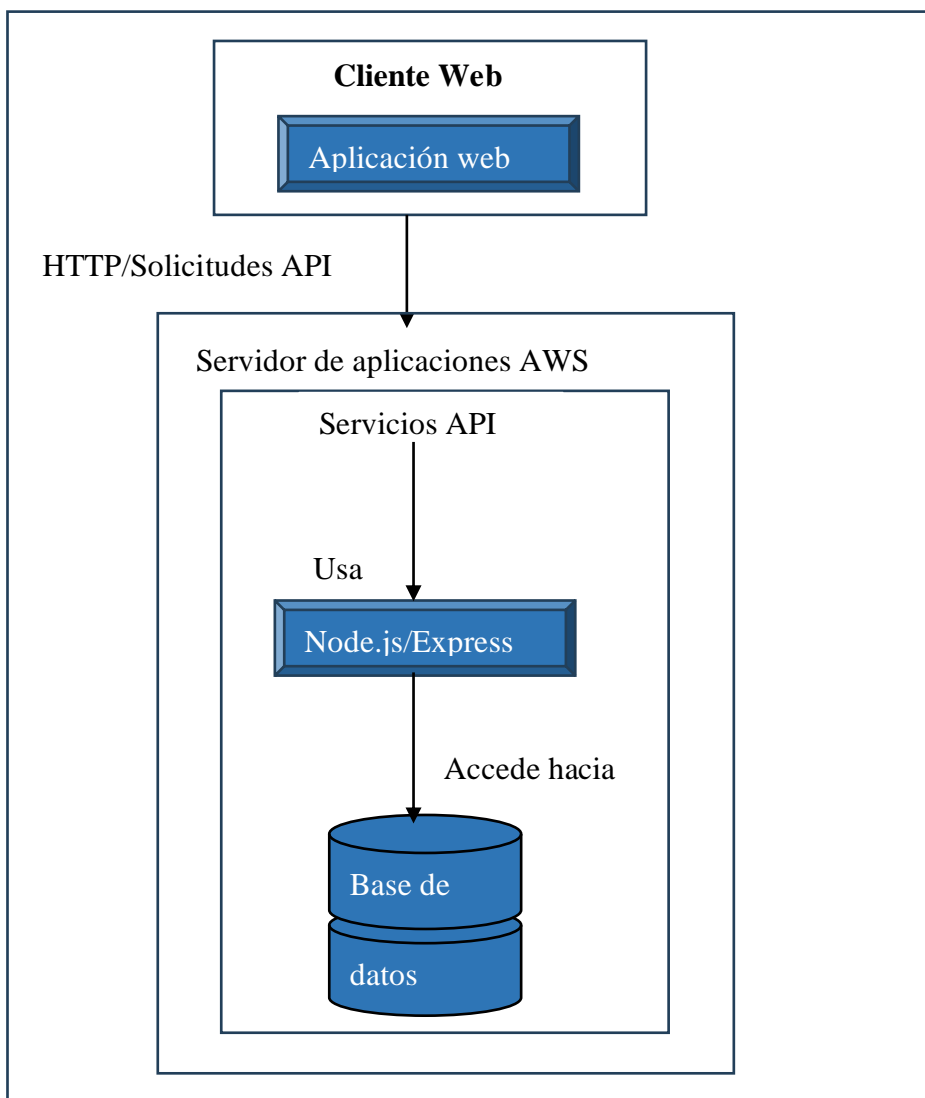 Cliente Web
Aplicación web
HTTP/Solicitudes API
Servidor de aplicaciones AWS
Servicios API
Usa
Node.js/Express
Accede hacia
Base de
datos